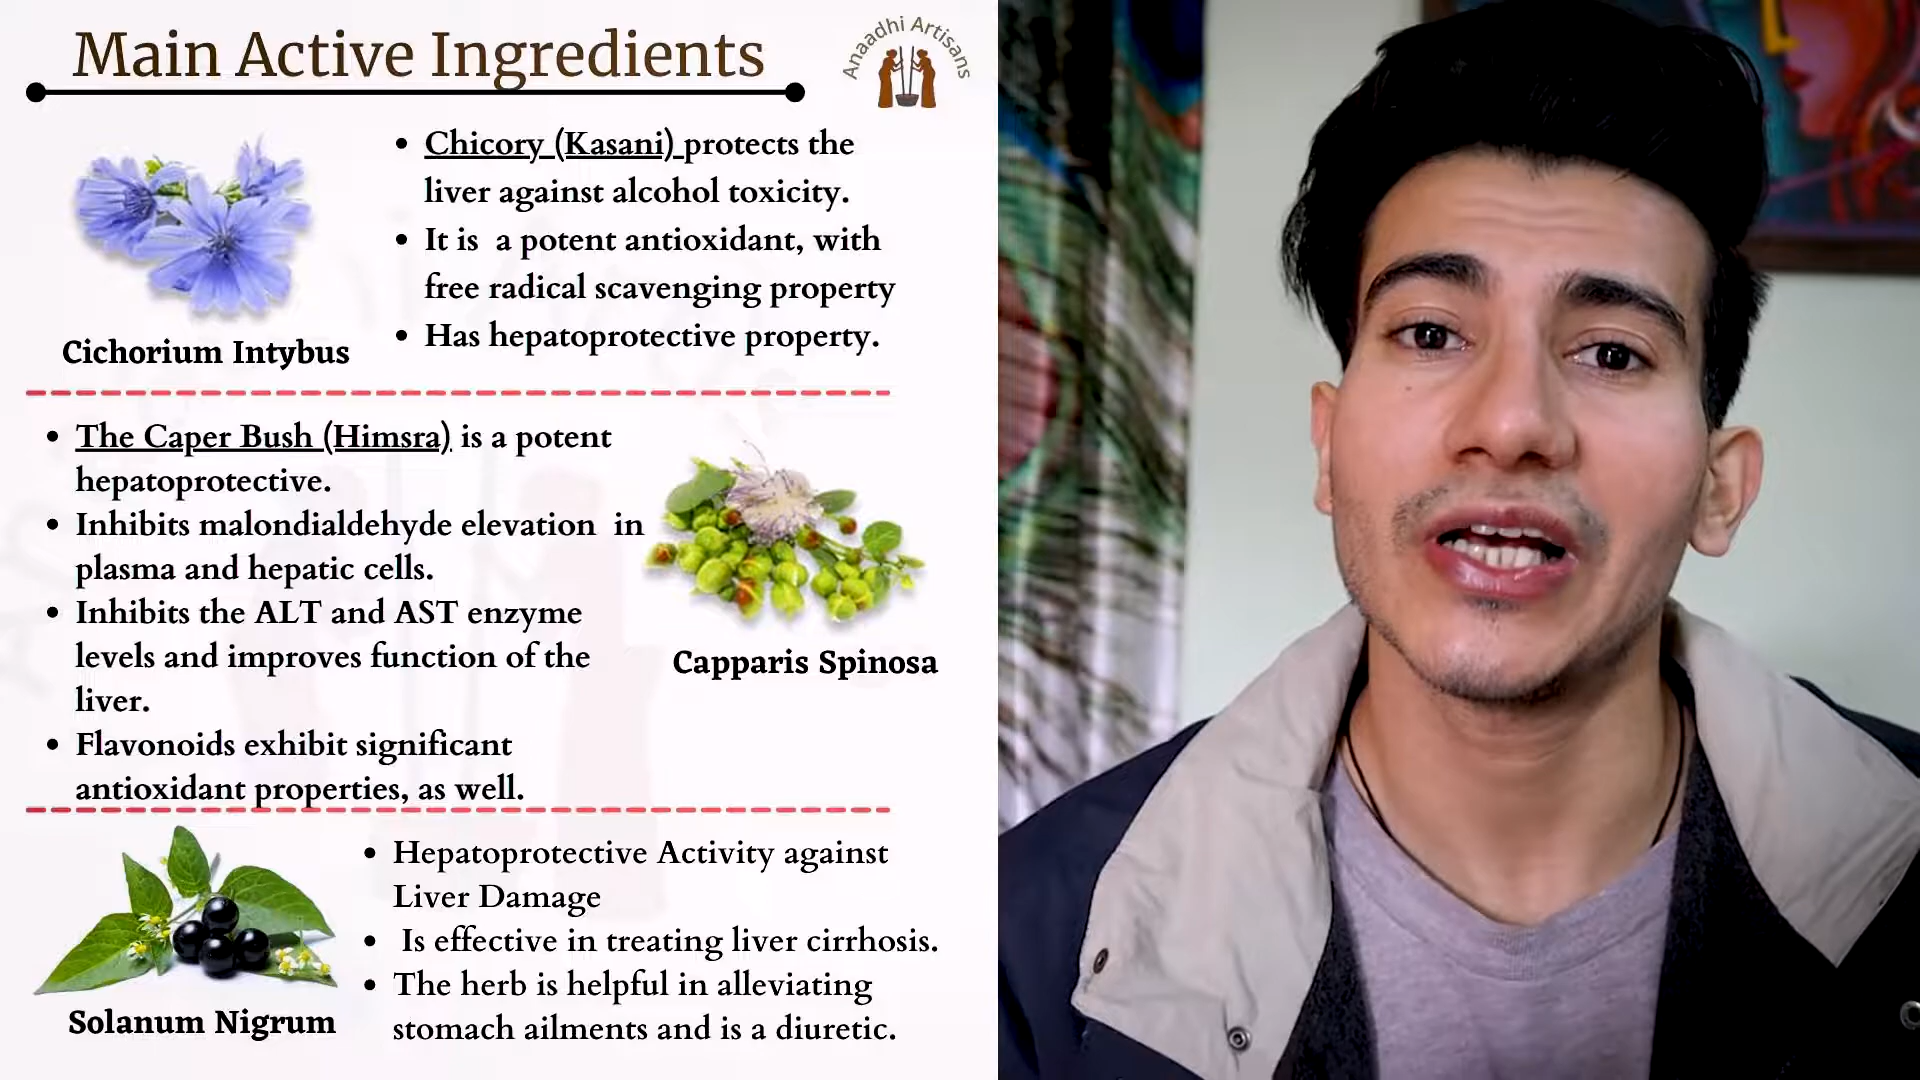 Main Active Ingredients
Anaadhi Artisans
Chicory (Kasani) protects the
liver against alcohol toxicity.
It is a potent antioxidant, with
free radical scavenging property
Has hepatoprotective property.
Cichorium Intybus
The Caper Bush (Himsra) is a potent
hepatoprotective.
Inhibits malondialdehyde elevation in
plasma and hepatic cells.
Inhibits the ALT and AST enzyme
levels and improves function of the
liver.
Flavonoids exhibit significant
antioxidant properties, as well.
Capparis Spinosa
Hepatoprotective Activity against
Liver Damage
Is effective in treating liver cirrhosis.
The herb is helpful in alleviating
stomach ailments and is a diuretic.
Solanum Nigrum